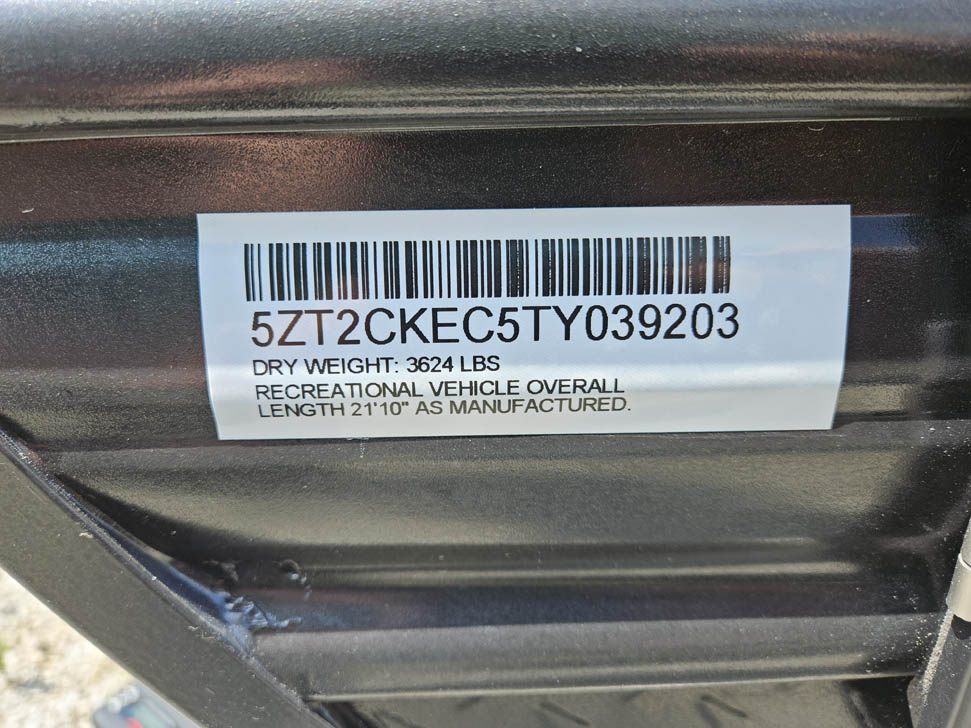 5ZT2CKEC5TY039203
DRY WEIGHT: 3624 LBS
RECREATIONAL VEHICLE OVERALL
LENGTH 21'10" AS MANUFACTURED.